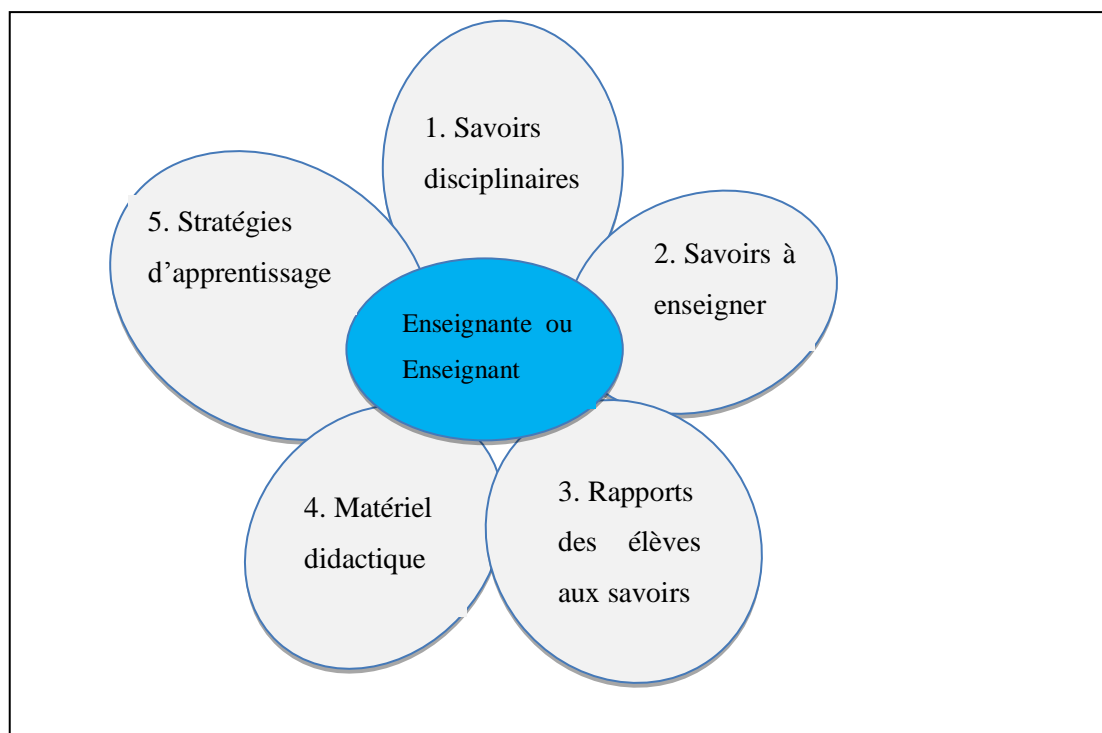 1. Savoirs
disciplinaires
2. Savoirs à
enseigner
3. Rapports
des élèves
aux savoirs
4. Matériel
didactique
5. Stratégies
d’apprentissage
Enseignante ou
Enseignant